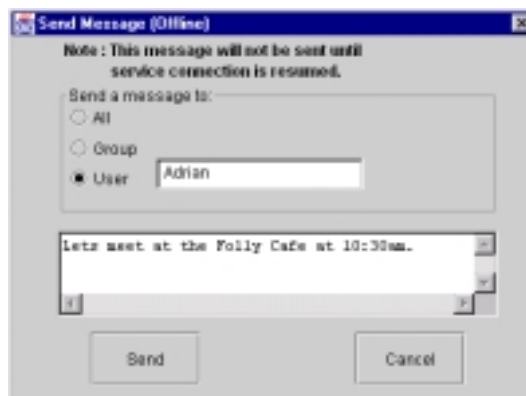 Send Message (Offline)
Note : This message will not be sent until
service connection is resumed.
Send a message to:
All
Group
User
Adrian
Lets meet at the Folly Cafe at 10:30am.
Send
Cancel